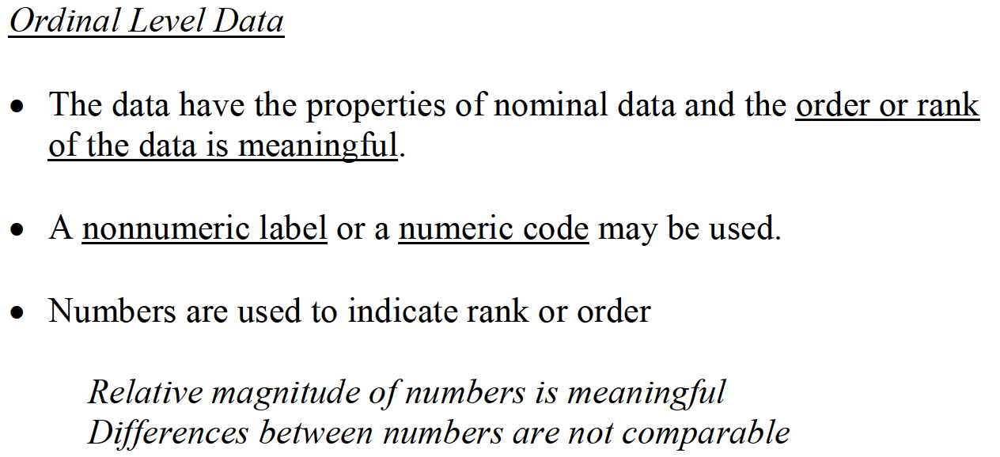 Ordinal Level Data
• The data have the properties of nominal data and the order or rank
of the data is meaningful.
• A nonnumeric label or a numeric code may be used.
• Numbers are used to indicate rank or order
Relative magnitude of numbers is meaningful
Differences between numbers are not comparable